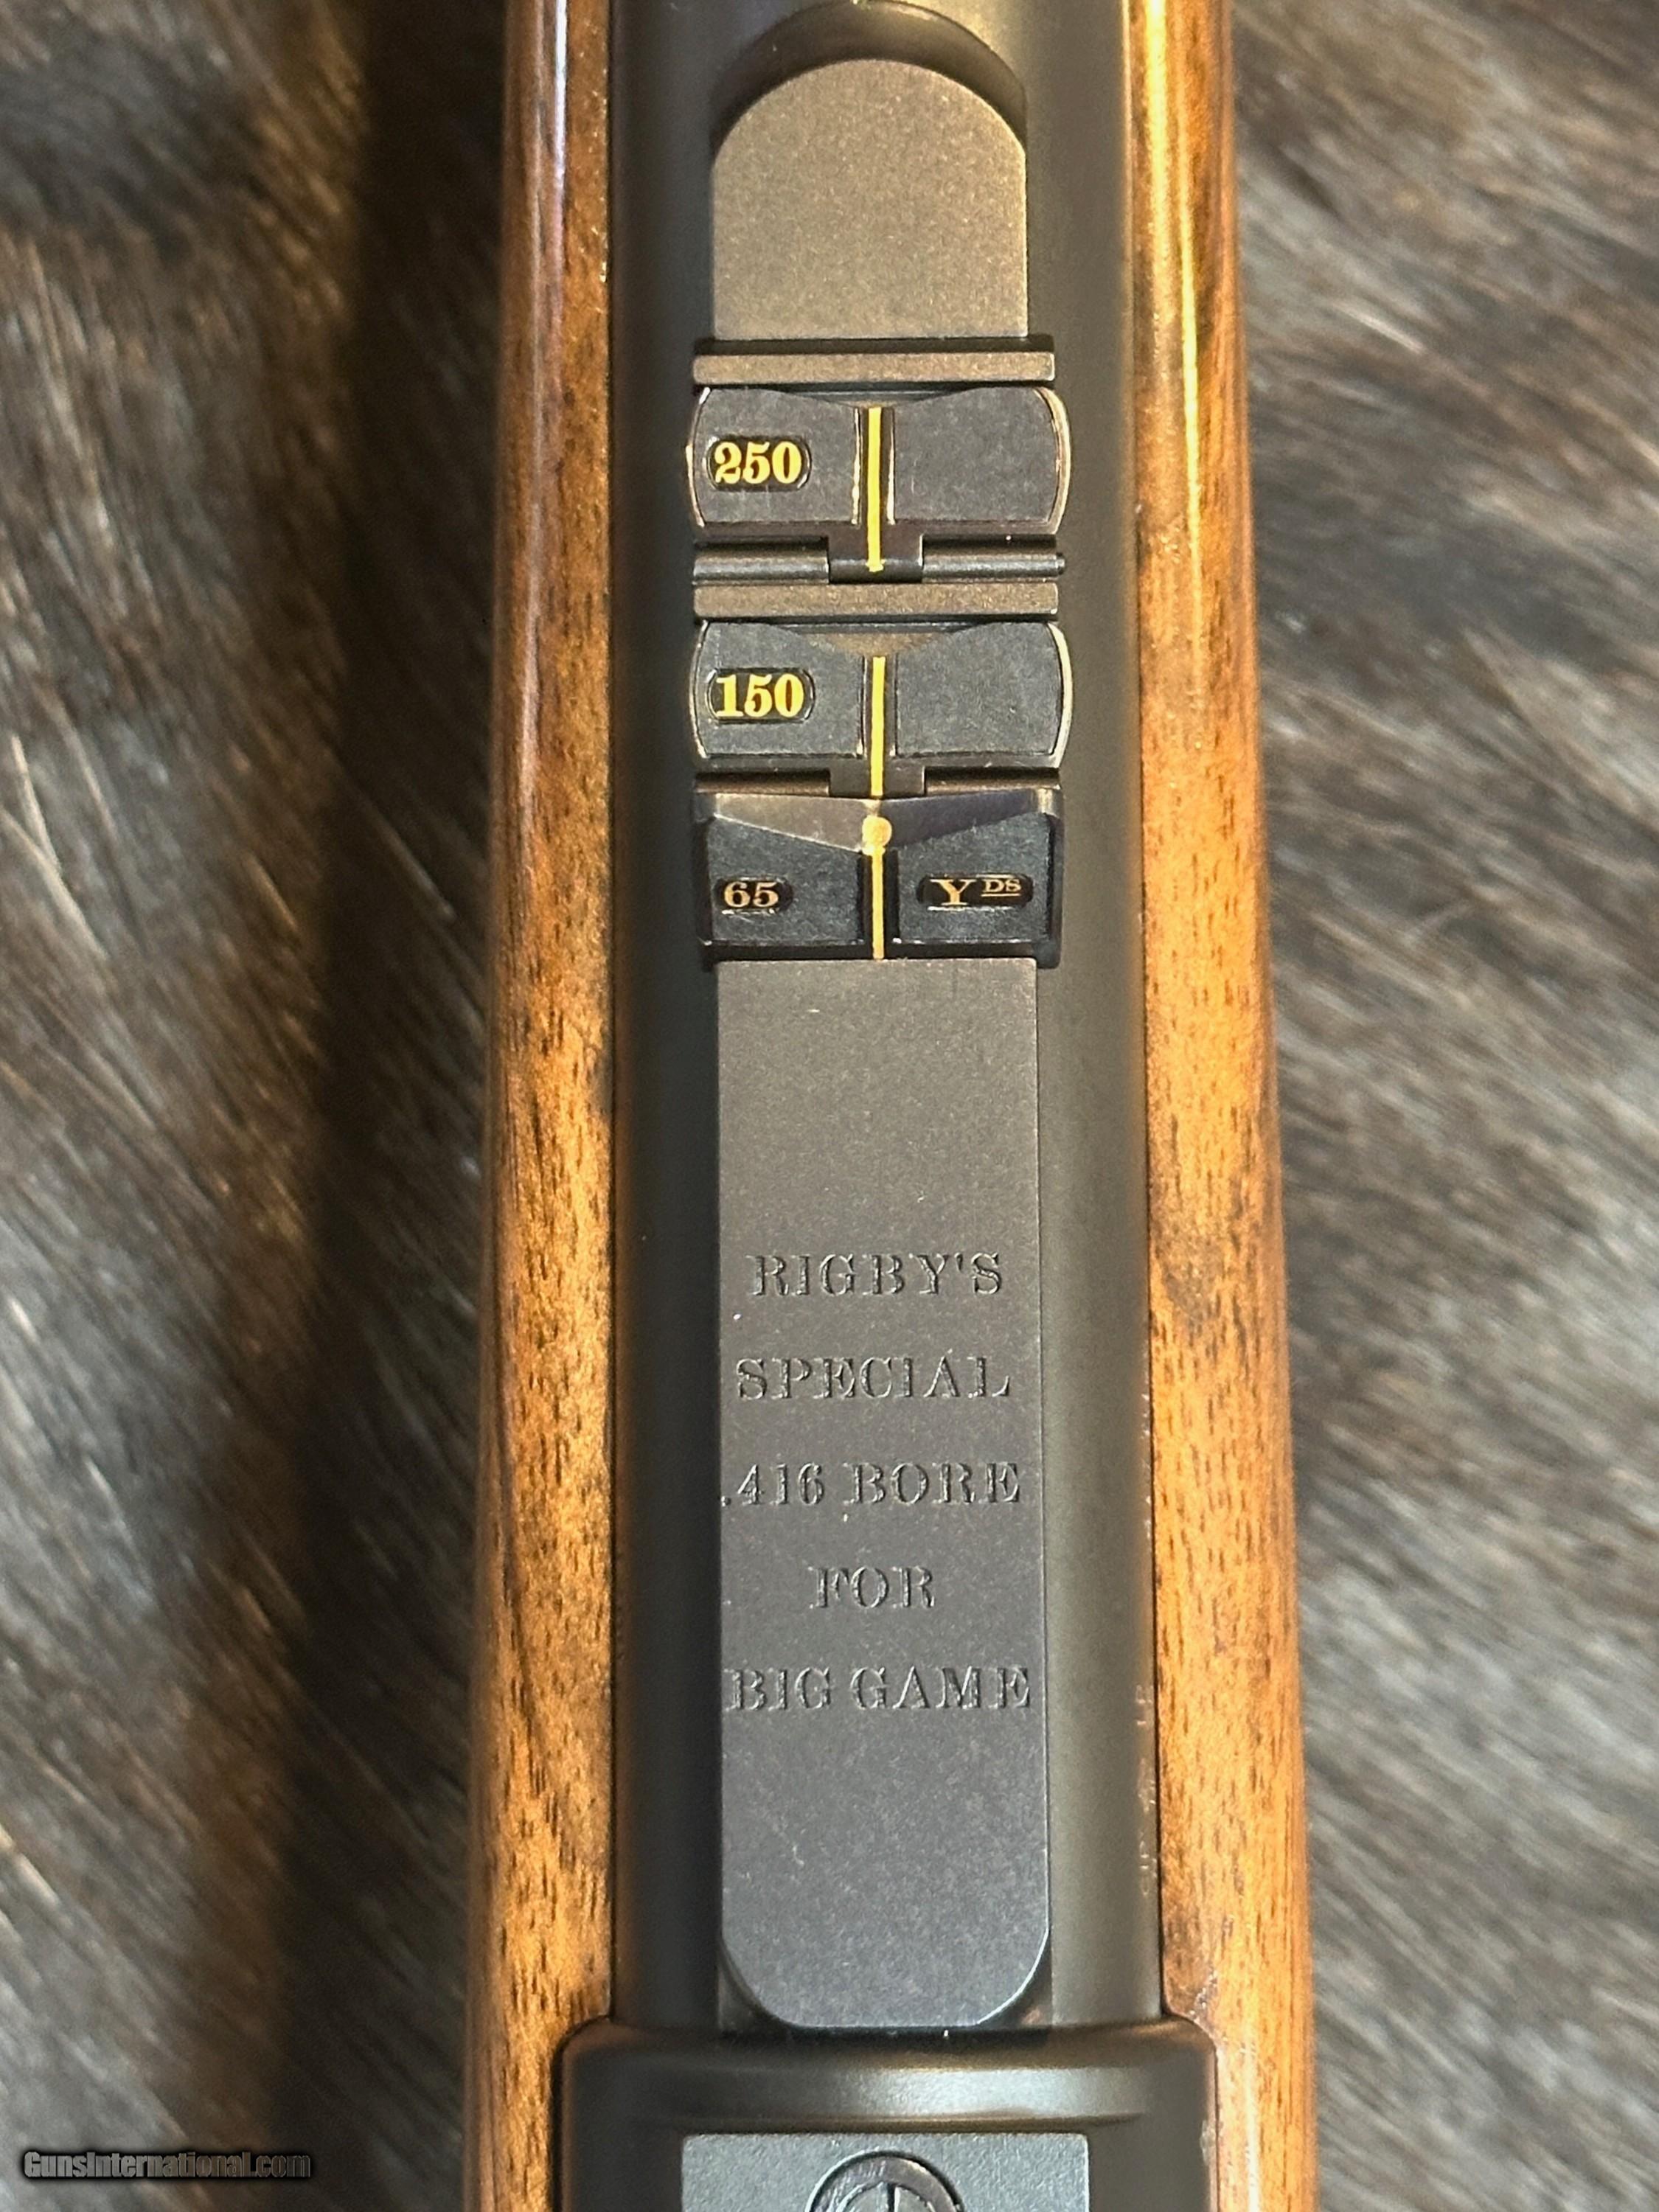 250
150
65 YDS
RIGBY'S
SPECIAL
.416 BORE
FOR
BIG GAME
GunsInternational.com